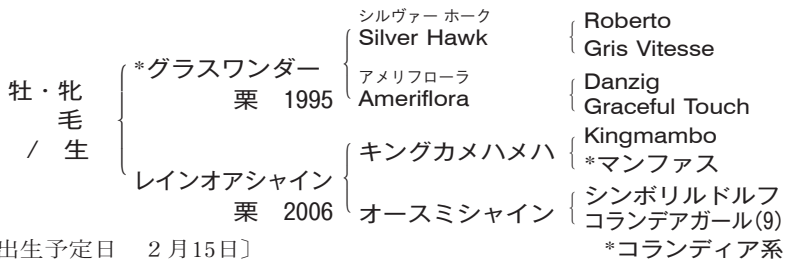 シルヴァー ホーク
Silver Hawk
Roberto
Gris Vitesse
*グラスワンダー
栗 1995
アメリフローラ
Ameriflora
Danzig
Graceful Touch
牡・牝
毛
/ 生
レインオアシャイン
栗 2006
キングカメハメハ
Kingmambo
*マンファス
オースミシャイン
シンボリルドルフ
コランデアガール(9)
出生予定日 2月15日〕
*コランディア系